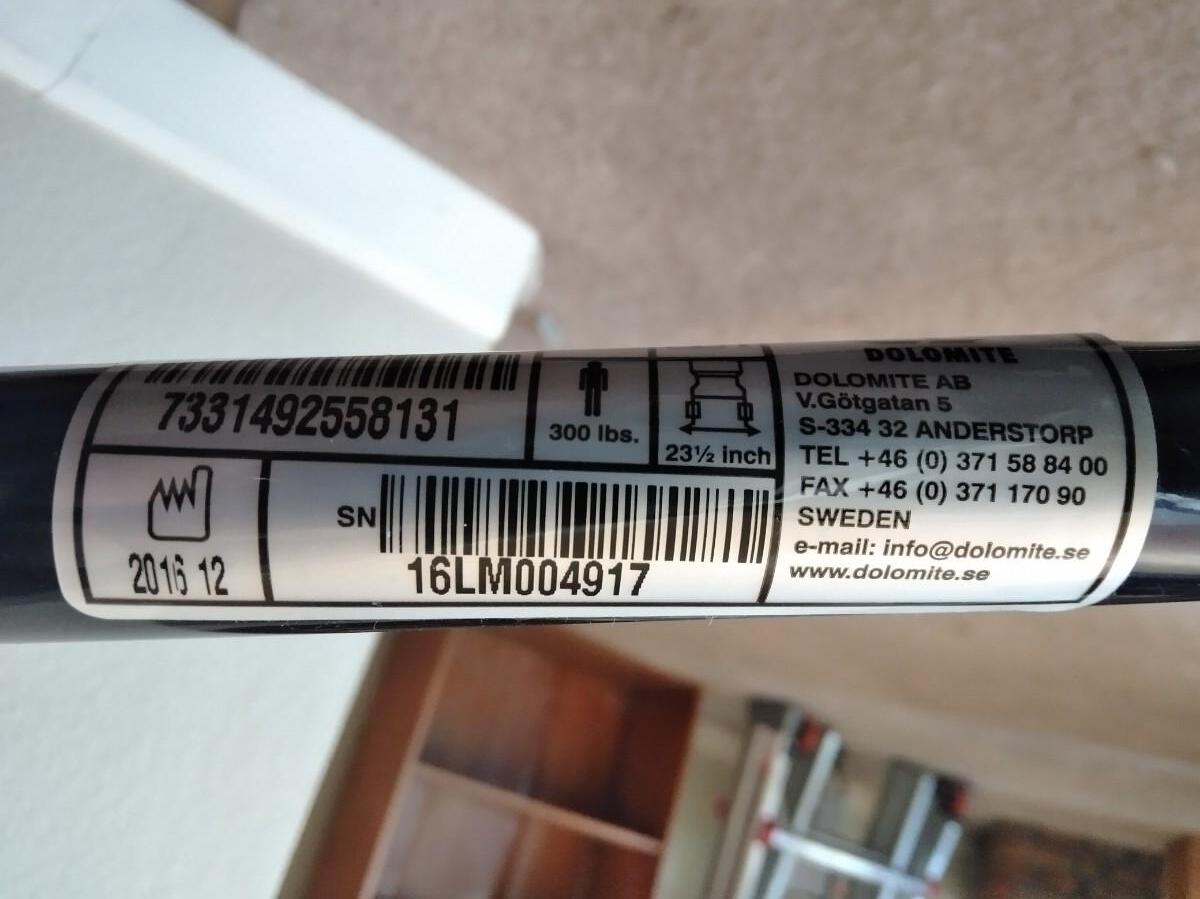 7331492558131
300 lbs.
23½ inch
2016 12
SN
16LM004917
DOLOMITE
DOLOMITE AB
V.Götgatan 5
S-334 32 ANDERSTORP
TEL +46 (0) 371 58 84 00
FAX +46 (0) 371 170 90
SWEDEN
e-mail: info@dolomite.se
www.dolomite.se